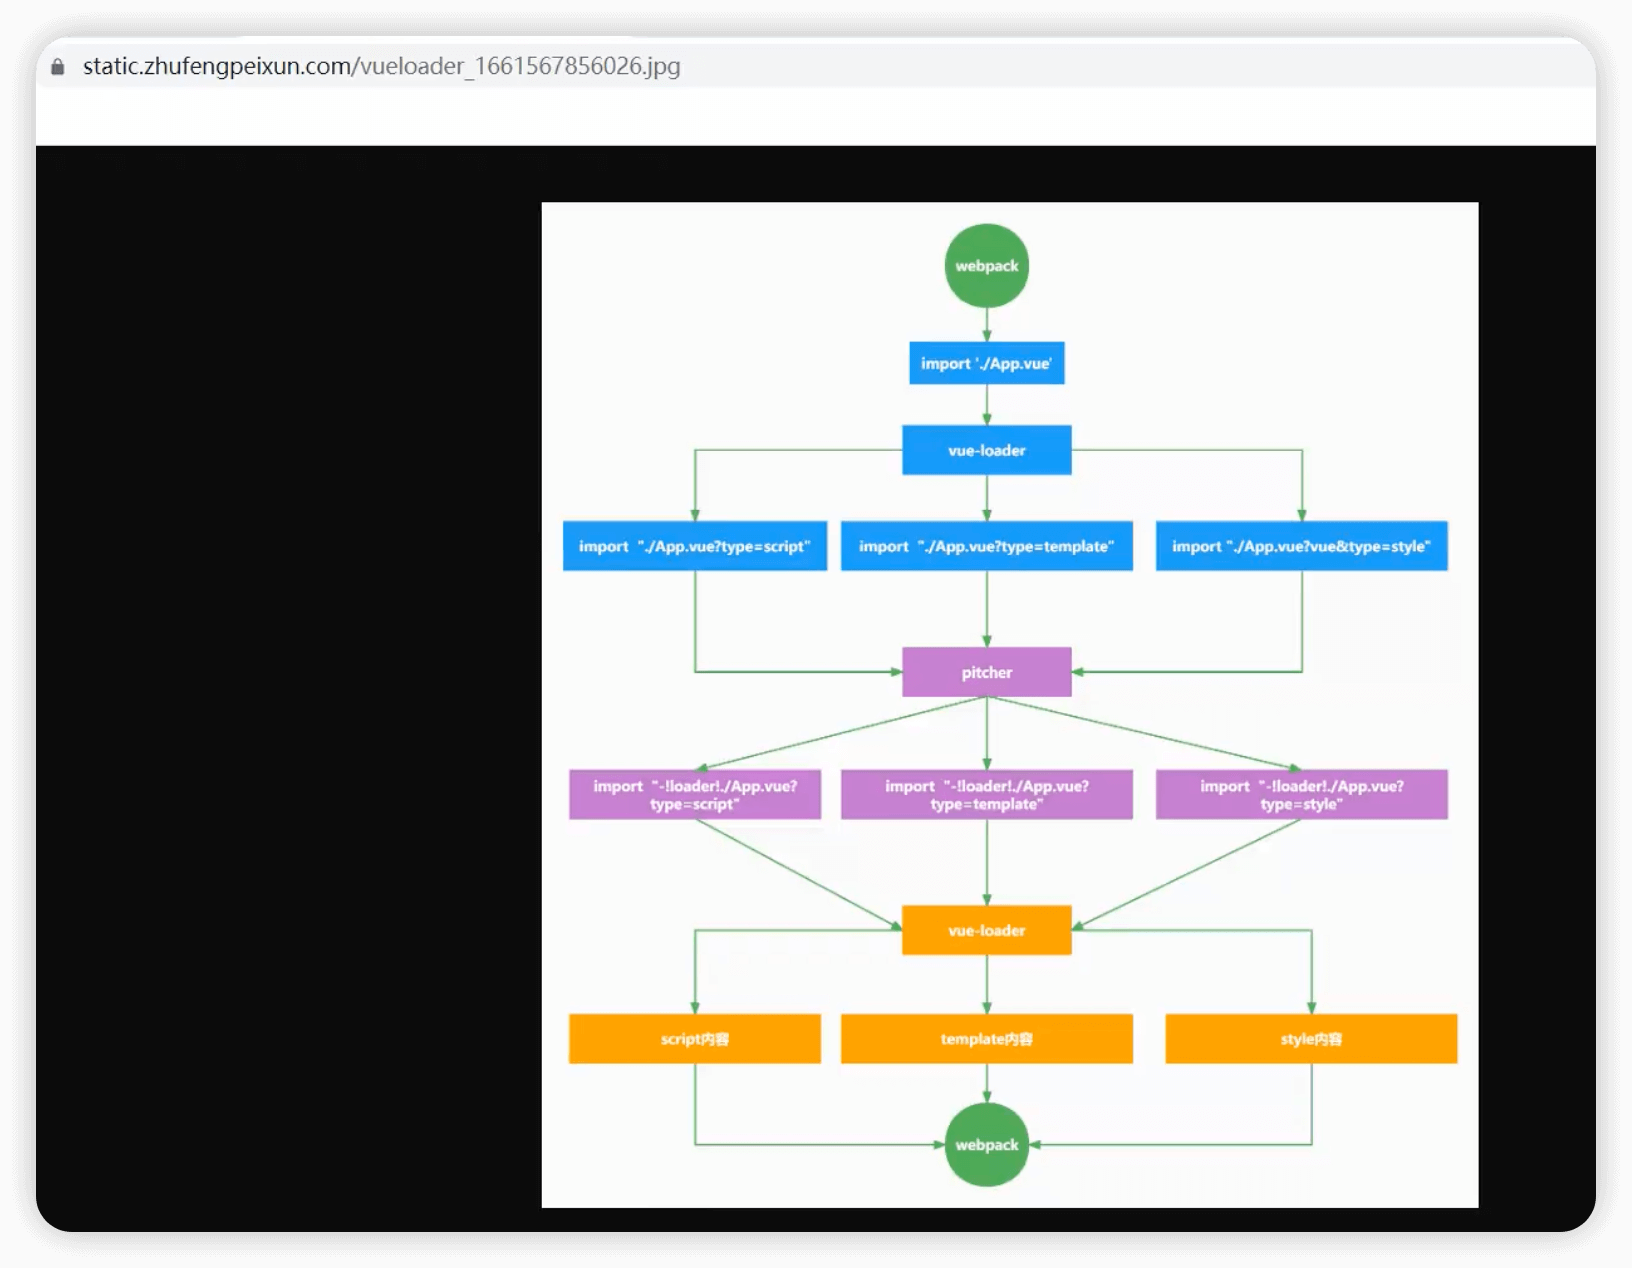 static.zhufengpeixun.com/vueloader_1661567856026.jpg
webpack
import './App.vue'
vue-loader
import "./App.vue?type=script"
import "./App.vue?type=template"
import "./App.vue?vue&type=style"
pitcher
import "-!loader!./App.vue?
type=script"
import "-!loader!./App.vue?
type=template"
import "-!loader!./App.vue?
type=style"
vue-loader
script内容
template内容
style内容
webpack